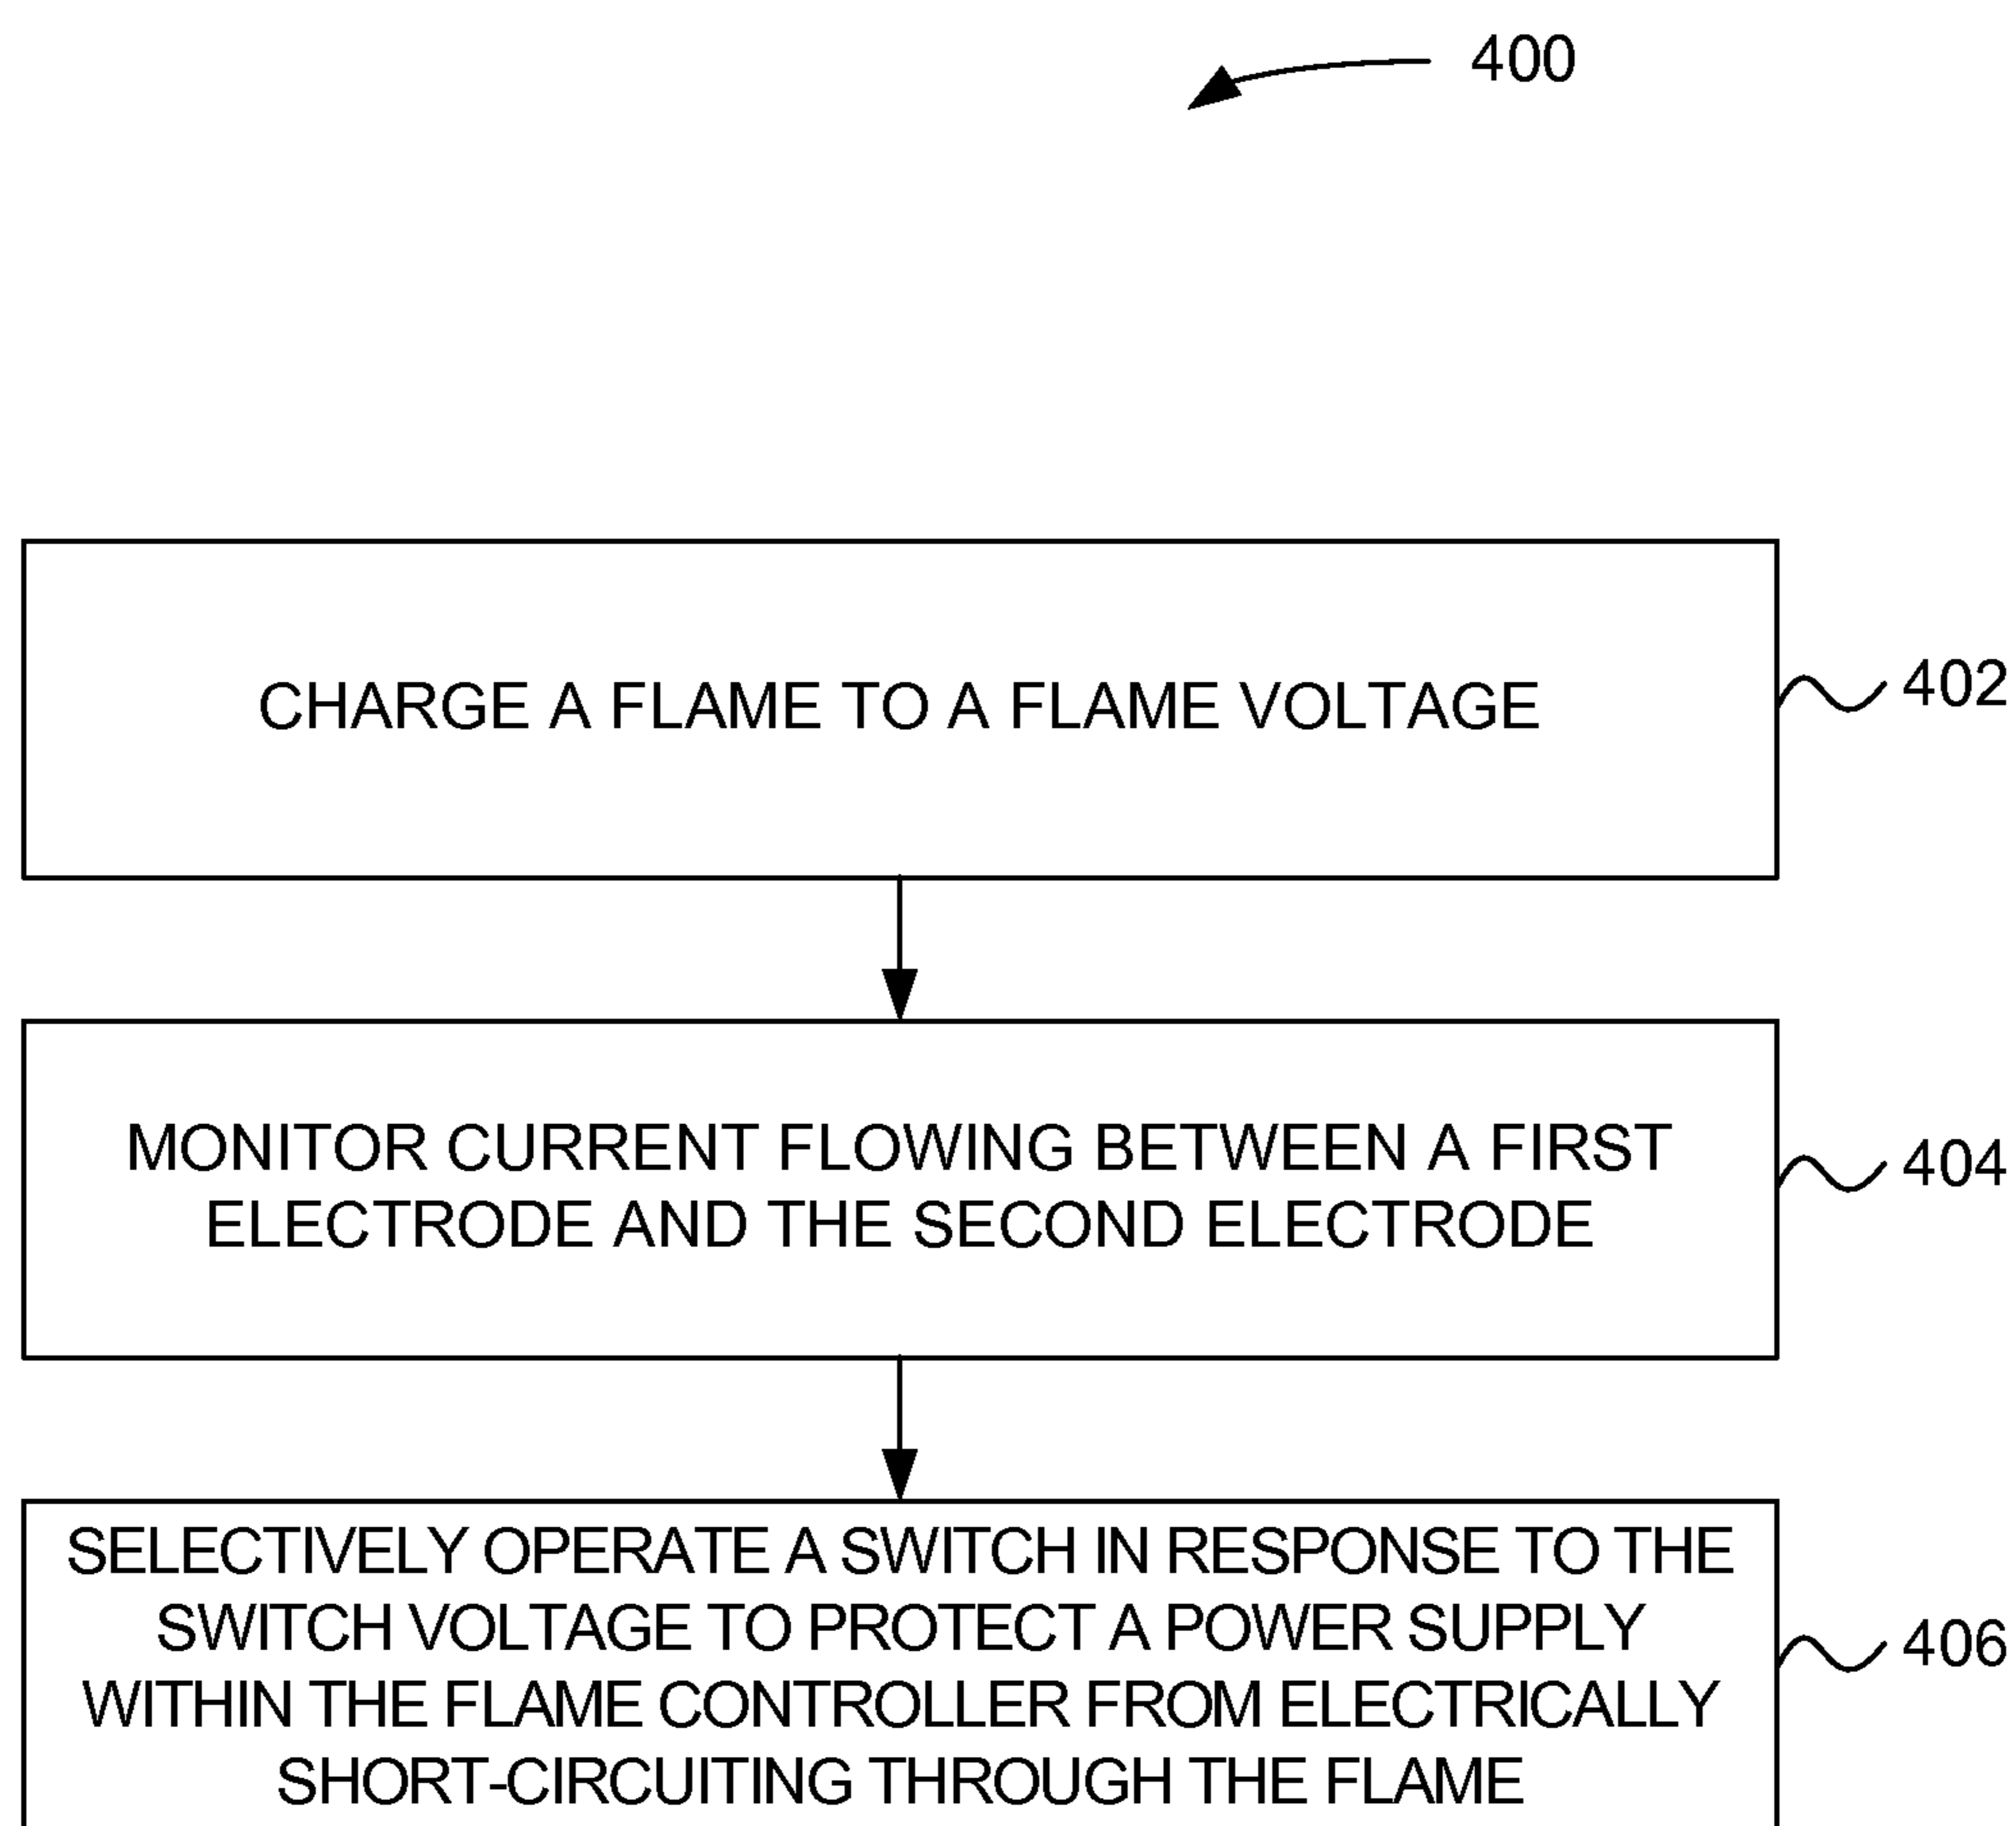 400
CHARGE A FLAME TO A FLAME VOLTAGE
402
MONITOR CURRENT FLOWING BETWEEN A FIRST
ELECTRODE AND THE SECOND ELECTRODE
404
SELECTIVELY OPERATE A SWITCH IN RESPONSE TO THE
SWITCH VOLTAGE TO PROTECT A POWER SUPPLY
WITHIN THE FLAME CONTROLLER FROM ELECTRICALLY
SHORT-CIRCUITING THROUGH THE FLAME
406